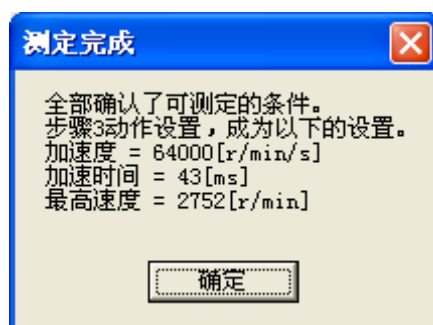 测定完成
全部确认了可测定的条件。
步骤3动作设置，成为以下的设置。
加速度 = 64000[r/min/s]
加速时间 = 43[ms]
最高速度 = 2752[r/min]
确定